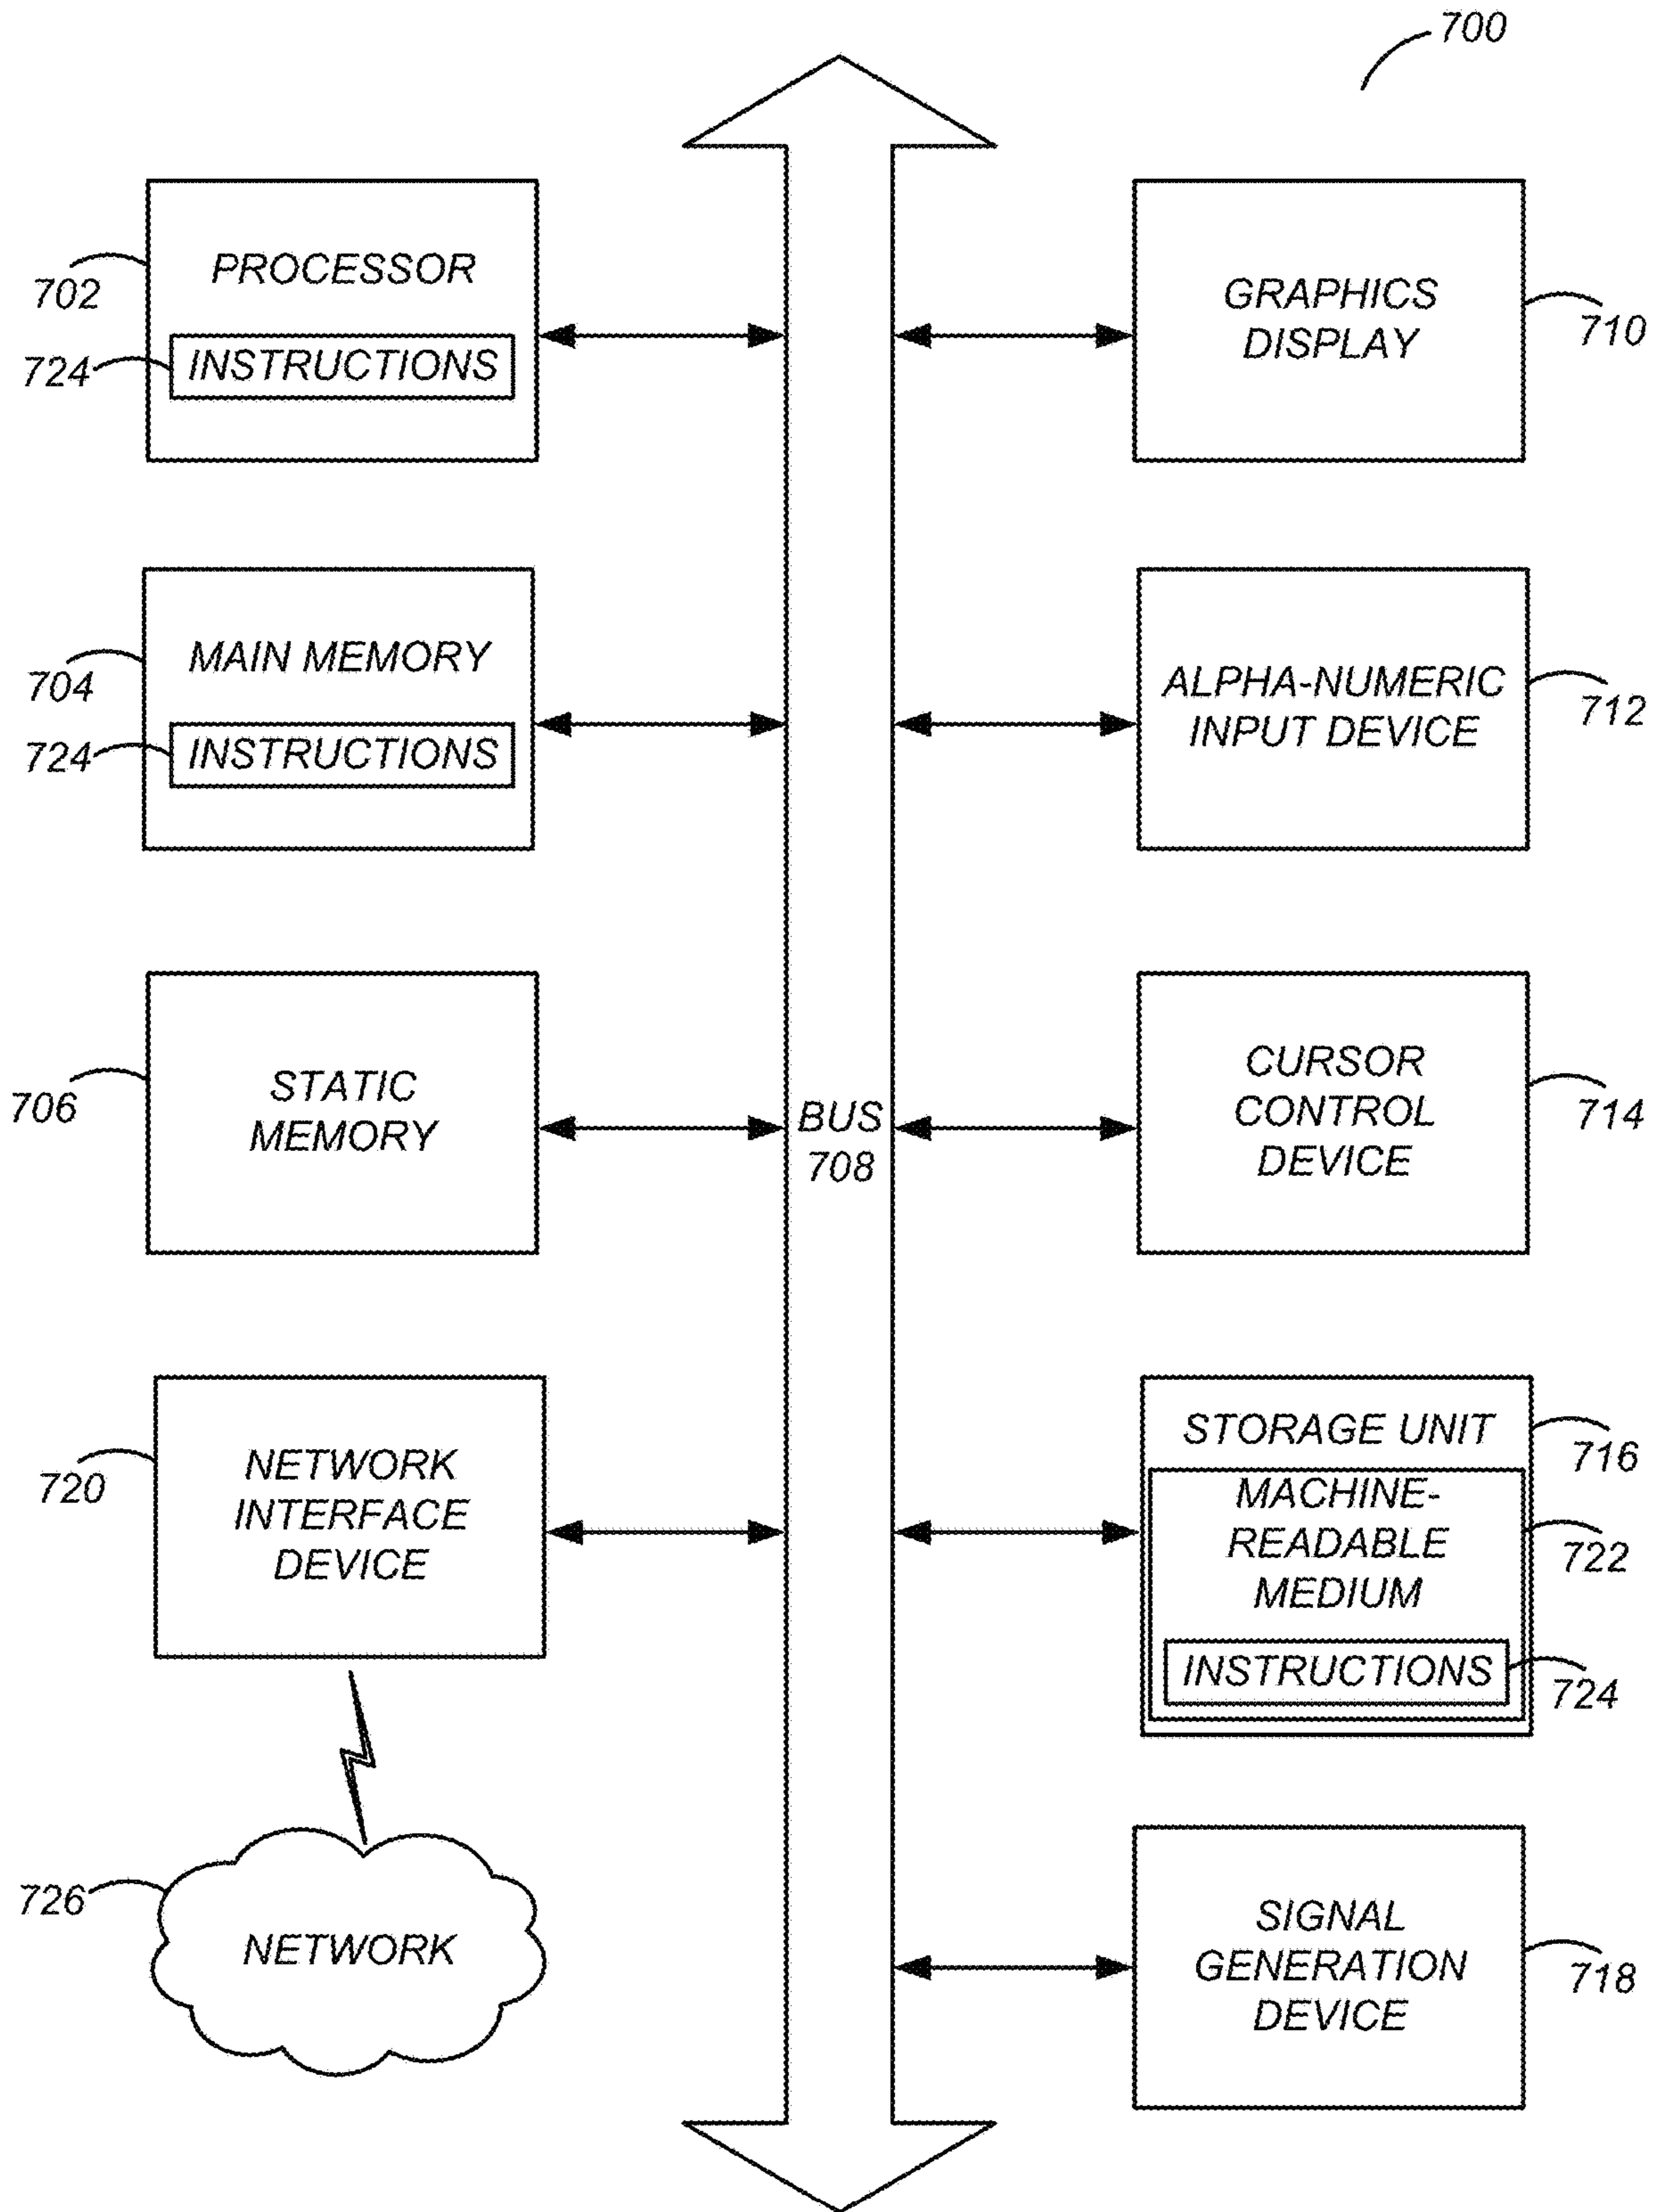 700
PROCESSOR
702
724
INSTRUCTIONS
GRAPHICS
DISPLAY
710
MAIN MEMORY
704
724
INSTRUCTIONS
ALPHA-NUMERIC
INPUT DEVICE
712
STATIC
MEMORY
706
BUS
708
CURSOR
CONTROL
DEVICE
714
NETWORK
INTERFACE
DEVICE
720
STORAGE UNIT
716
MACHINE-
READABLE
MEDIUM
722
INSTRUCTIONS
724
726
NETWORK
SIGNAL
GENERATION
DEVICE
718